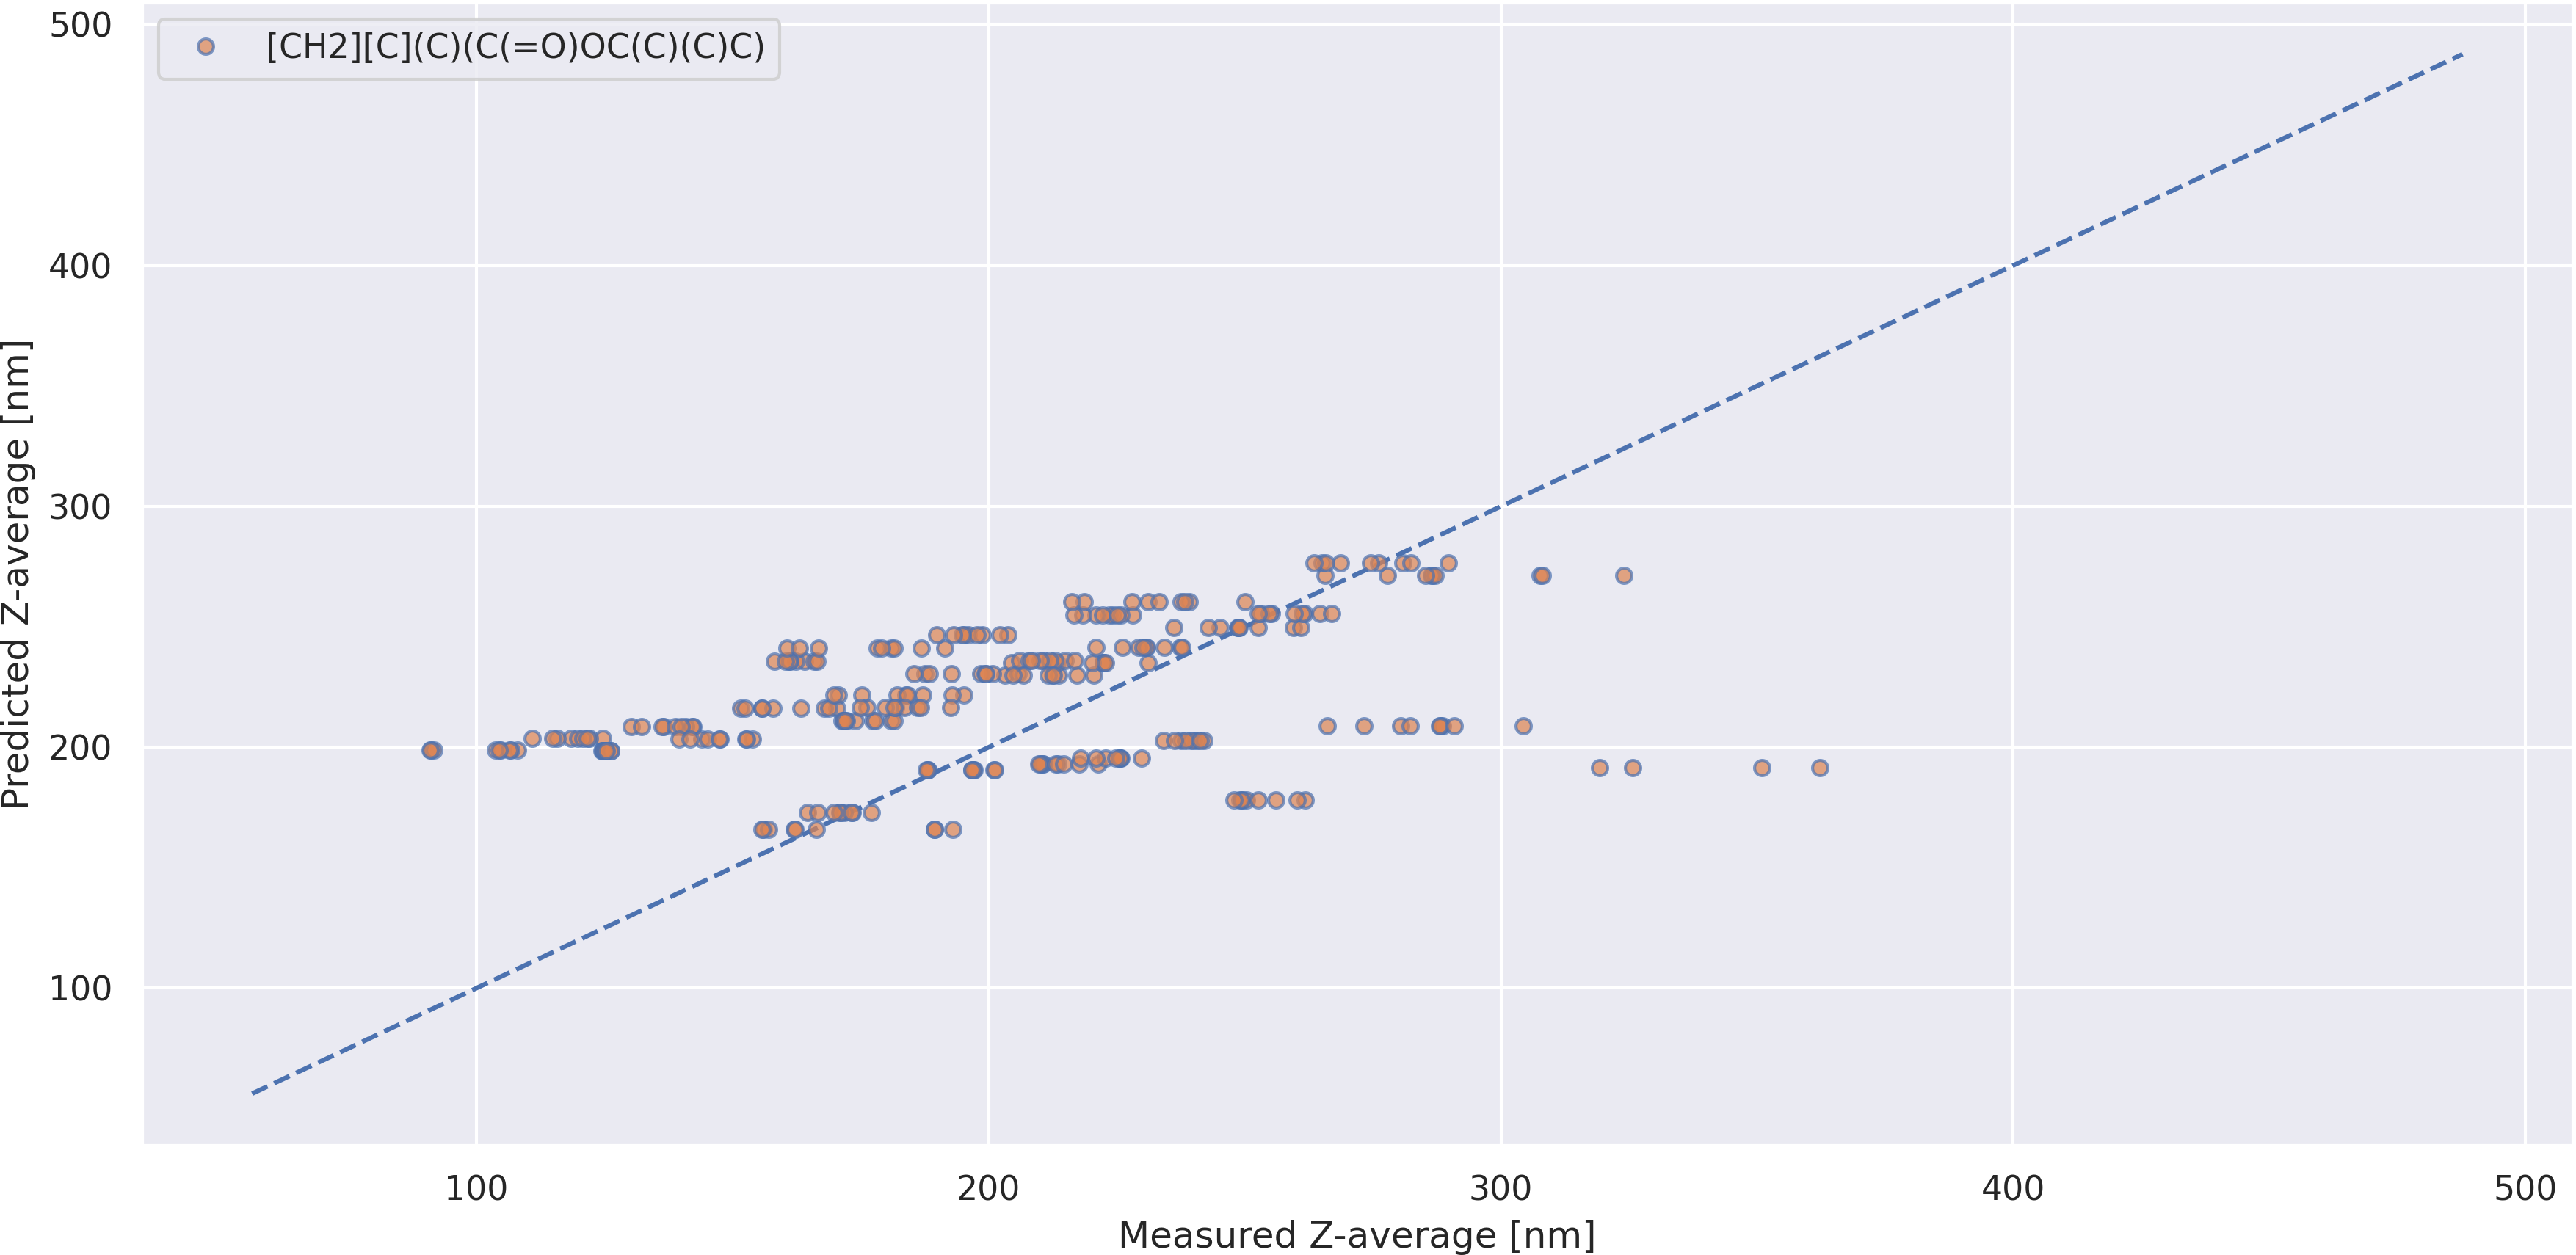 [CH2][C](C)(C(=O)OC(C)(C)C)
Predicted Z-average [nm]
500
400
300
200
100
100 200 300 400 500
Measured Z-average [nm]